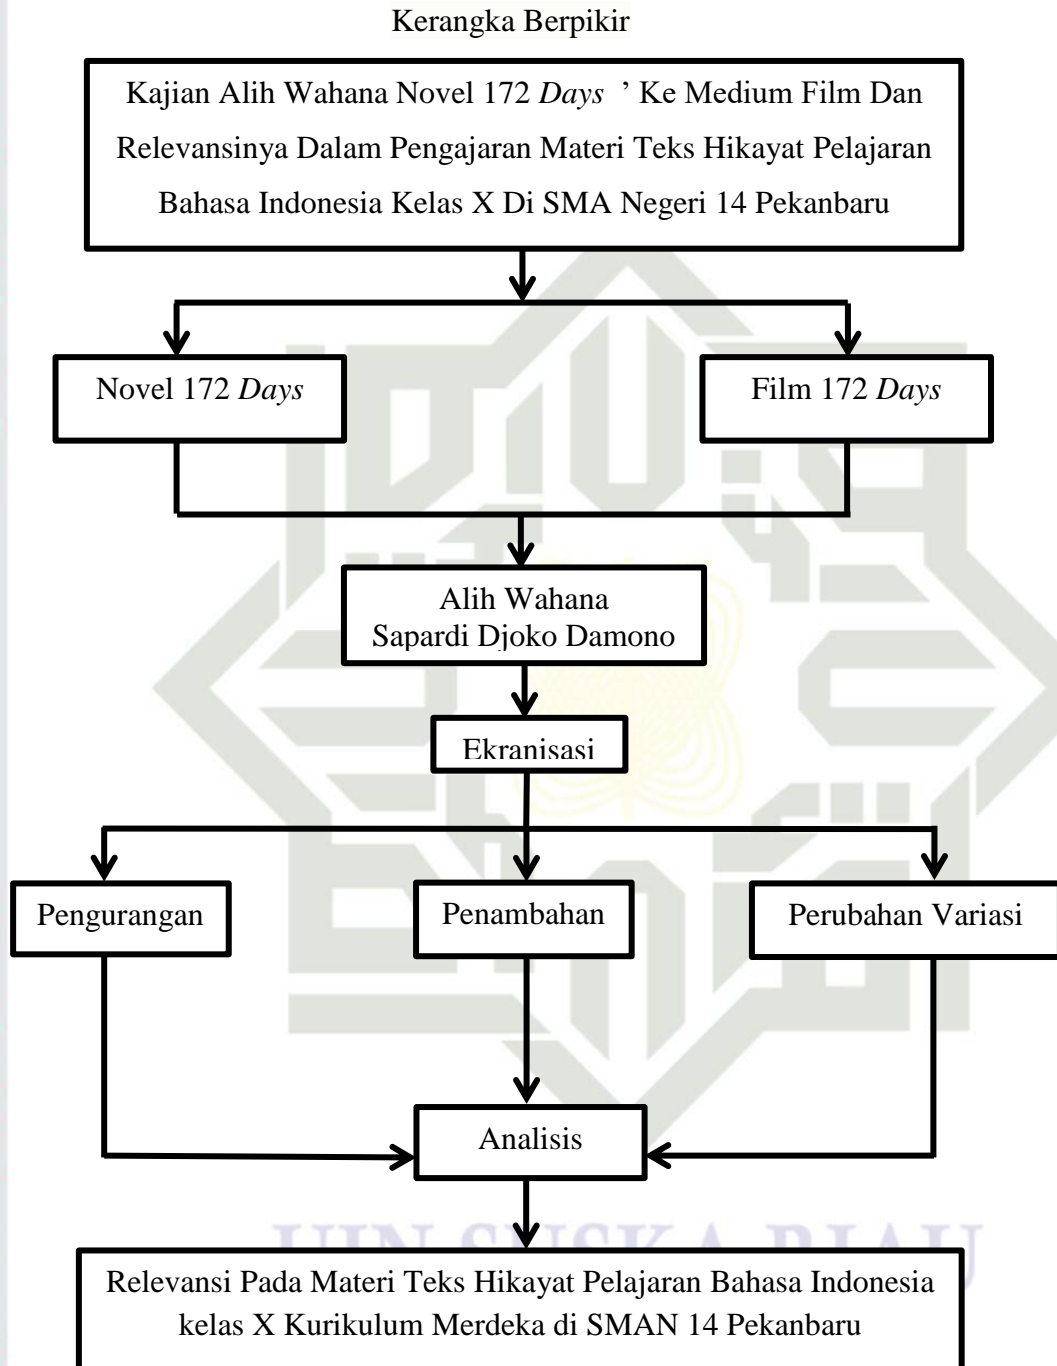 Kerangka Berpikir
Kajian Alih Wahana Novel 172 Days ’ Ke Medium Film Dan
Relevansinya Dalam Pengajaran Materi Teks Hikayat Pelajaran
Bahasa Indonesia Kelas X Di SMA Negeri 14 Pekanbaru
Novel 172 Days
Film 172 Days
Alih Wahana
Sapardi Djoko Damono
Ekranisasi
Pengurangan
Penambahan
Perubahan Variasi
Analisis
UIN SUSKA RIAU
Relevansi Pada Materi Teks Hikayat Pelajaran Bahasa Indonesia
kelas X Kurikulum Merdeka di SMAN 14 Pekanbaru